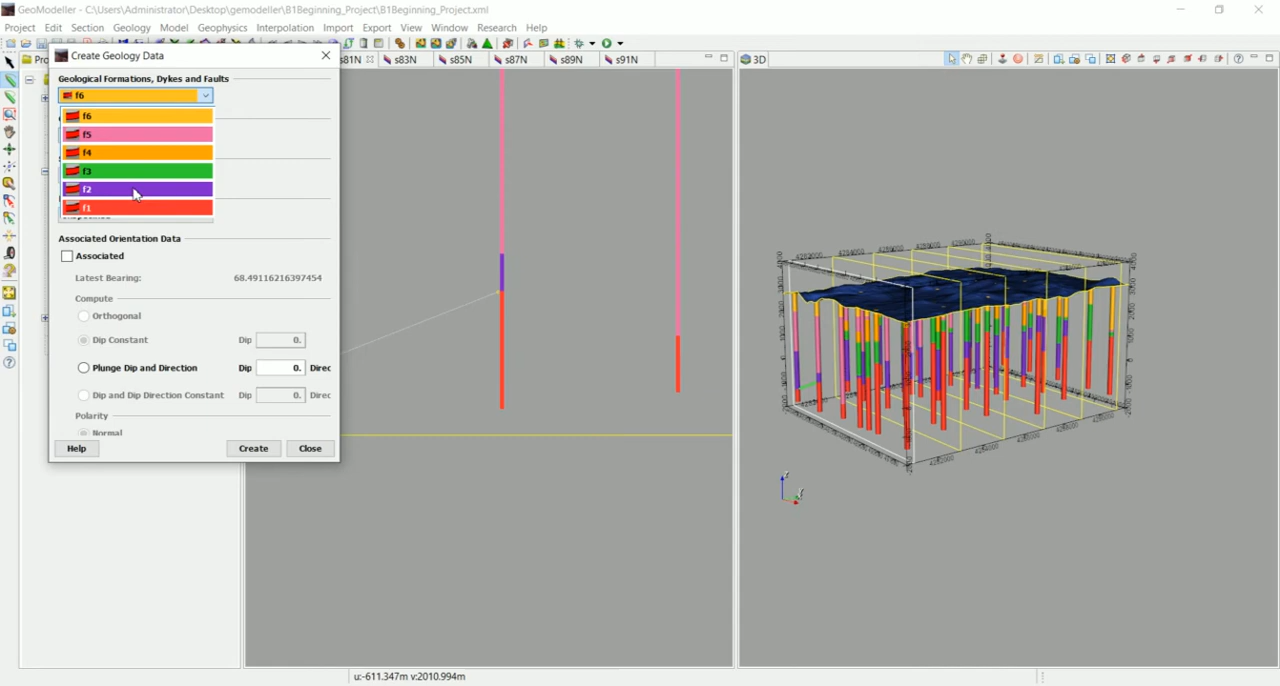 GeoModeller - C:\Users\Administrator\Desktop\gemodeller\B1Beginning_Project\B1Beginning_Project.xml
Project Edit Section Geology Model Geophysics Interpolation Import Export View Window Research Help
Create Geology Data
s81N s83N s85N s87N s89N s91N
3D
Geological Formations, Dykes and Faults
f6
f6
f5
f4
f3
f2
f1
Associated Orientation Data
Associated
Latest Bearing: 68.49116216397454
Compute
Orthogonal
Dip Constant Dip 0.
Plunge Dip and Direction Dip 0. Direc
Dip and Dip Direction Constant Dip 0. Direc
Polarity
Normal
Help Create Close
u:-611.347m v:2010.994m